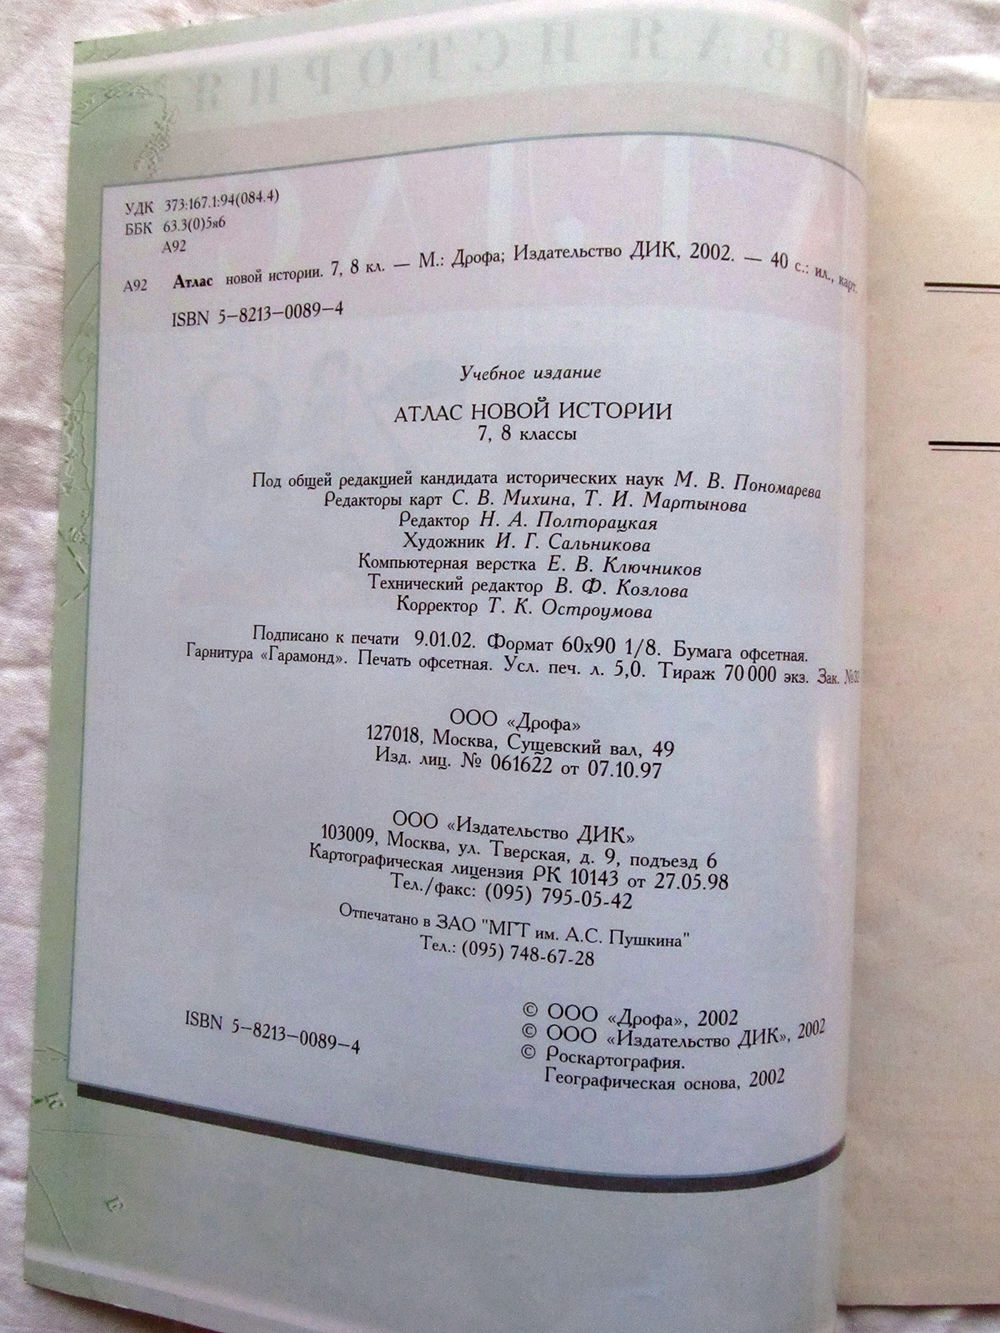 УДК 373:167.1:94(084.4)
ББК 63.3(0)5я6
А92
А92 Атлас новой истории. 7, 8 кл. — М.: Дрофа; Издательство ДИК, 2002. — 40 с.: ил., карт.
ISBN 5–8213–0089–4
Учебное издание
АТЛАС НОВОЙ ИСТОРИИ
7, 8 классы
Под общей редакцией кандидата исторических наук М. В. Пономарева
Редакторы карт С. В. Михина, Т. И. Мартынова
Редактор Н. А. Полторацкая
Художник И. Г. Сальникова
Компьютерная верстка Е. В. Ключников
Технический редактор В. Ф. Козлова
Корректор Т. К. Остроумова
Подписано к печати 9.01.02. Формат 60x90 1/8. Бумага офсетная.
Гарнитура «Гарамонд». Печать офсетная. Усл. печ. л. 5,0. Тираж 70 000 экз. Зак.
ООО «Дрофа»
127018, Москва, Сущевский вал, 49
Изд. лиц. № 061622 от 07.10.97
ООО «Издательство ДИК»
103009, Москва, ул. Тверская, д. 9, подъезд 6
Картографическая лицензия РК 10143 от 27.05.98
Тел./факс: (095) 795-05-42
Отпечатано в ЗАО "МГТ им. А.С. Пушкина"
Тел.: (095) 748-67-28
ISBN 5–8213–0089–4
© ООО «Дрофа», 2002
© ООО «Издательство ДИК», 2002
© Роскартография.
Географическая основа, 2002